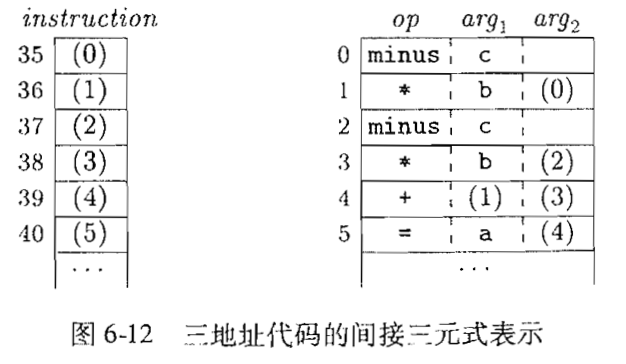 instruction op arg₁ arg₂
35 (0) 0 minus c
36 (1) 1 * b (0)
37 (2) 2 minus c
38 (3) 3 * b (2)
39 (4) 4 + (1) (3)
40 (5) 5 = a (4)
... ...
图 6-12 三地址代码的间接三元式表示